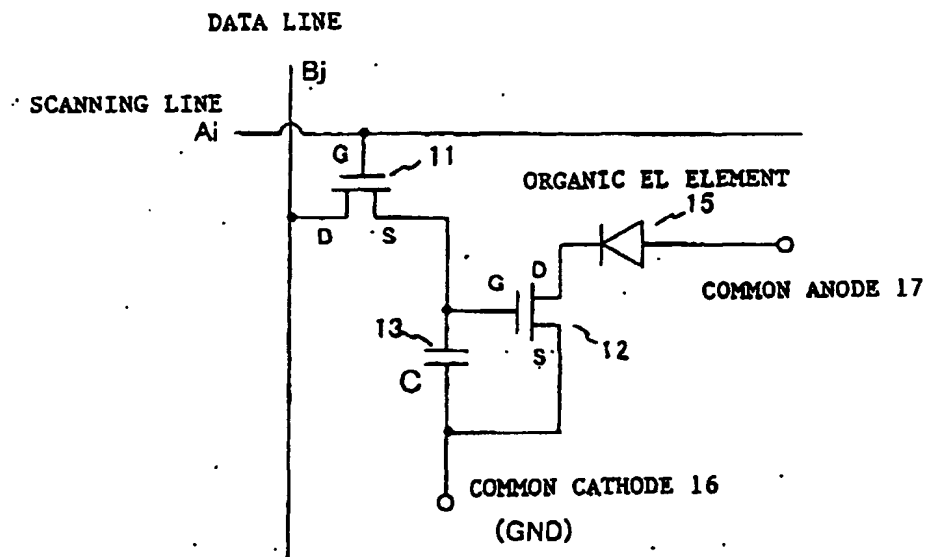 DATA LINE
Bj
SCANNING LINE
Ai
G
11
ORGANIC EL ELEMENT
15
D
S
G
D
COMMON ANODE 17
13
12
S
C
COMMON CATHODE 16
(GND)